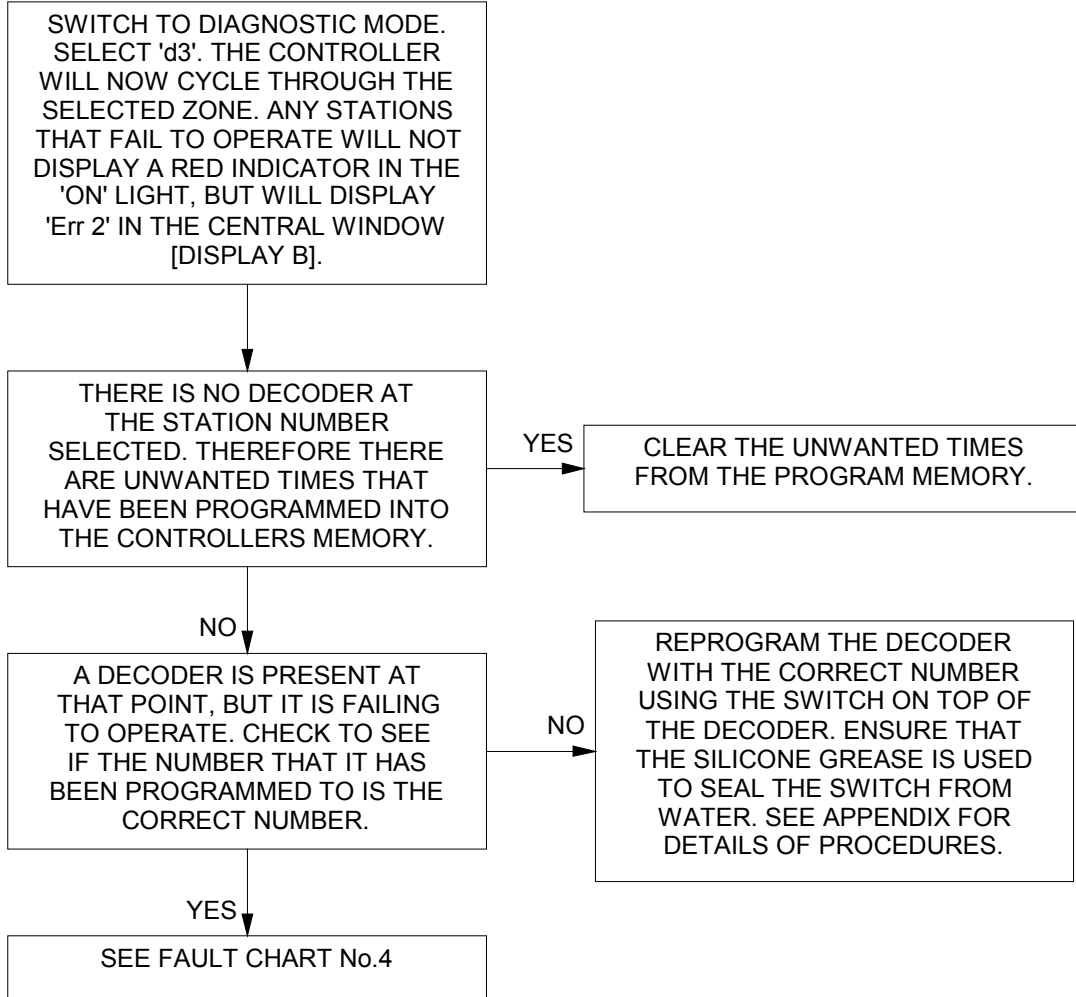 SWITCH TO DIAGNOSTIC MODE.
SELECT 'd3'. THE CONTROLLER
WILL NOW CYCLE THROUGH THE
SELECTED ZONE. ANY STATIONS
THAT FAIL TO OPERATE WILL NOT
DISPLAY A RED INDICATOR IN THE
'ON' LIGHT, BUT WILL DISPLAY
'Err 2' IN THE CENTRAL WINDOW
[DISPLAY B].
THERE IS NO DECODER AT
THE STATION NUMBER
SELECTED. THEREFORE THERE
ARE UNWANTED TIMES THAT
HAVE BEEN PROGRAMMED INTO
THE CONTROLLERS MEMORY.
YES
CLEAR THE UNWANTED TIMES
FROM THE PROGRAM MEMORY.
NO
A DECODER IS PRESENT AT
THAT POINT, BUT IT IS FAILING
TO OPERATE. CHECK TO SEE
IF THE NUMBER THAT IT HAS
BEEN PROGRAMMED TO IS THE
CORRECT NUMBER.
NO
REPROGRAM THE DECODER
WITH THE CORRECT NUMBER
USING THE SWITCH ON TOP OF
THE DECODER. ENSURE THAT
THE SILICONE GREASE IS USED
TO SEAL THE SWITCH FROM
WATER. SEE APPENDIX FOR
DETAILS OF PROCEDURES.
YES
SEE FAULT CHART No.4